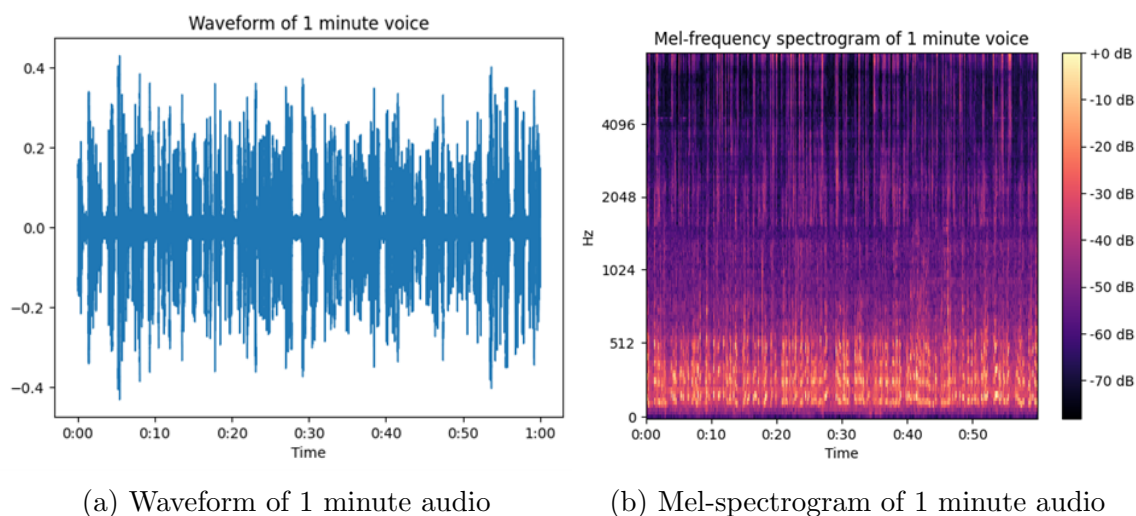 Waveform of 1 minute voice
0.4
0.2
0.0
−0.2
−0.4
0:00
0:10
0:20
0:30
0:40
0:50
1:00
Time
Mel-frequency spectrogram of 1 minute voice
Hz
4096
2048
1024
512
0
0:00
0:10
0:20
0:30
0:40
0:50
Time
+0 dB
-10 dB
-20 dB
-30 dB
-40 dB
-50 dB
-60 dB
-70 dB
(a) Waveform of 1 minute audio
(b) Mel-spectrogram of 1 minute audio